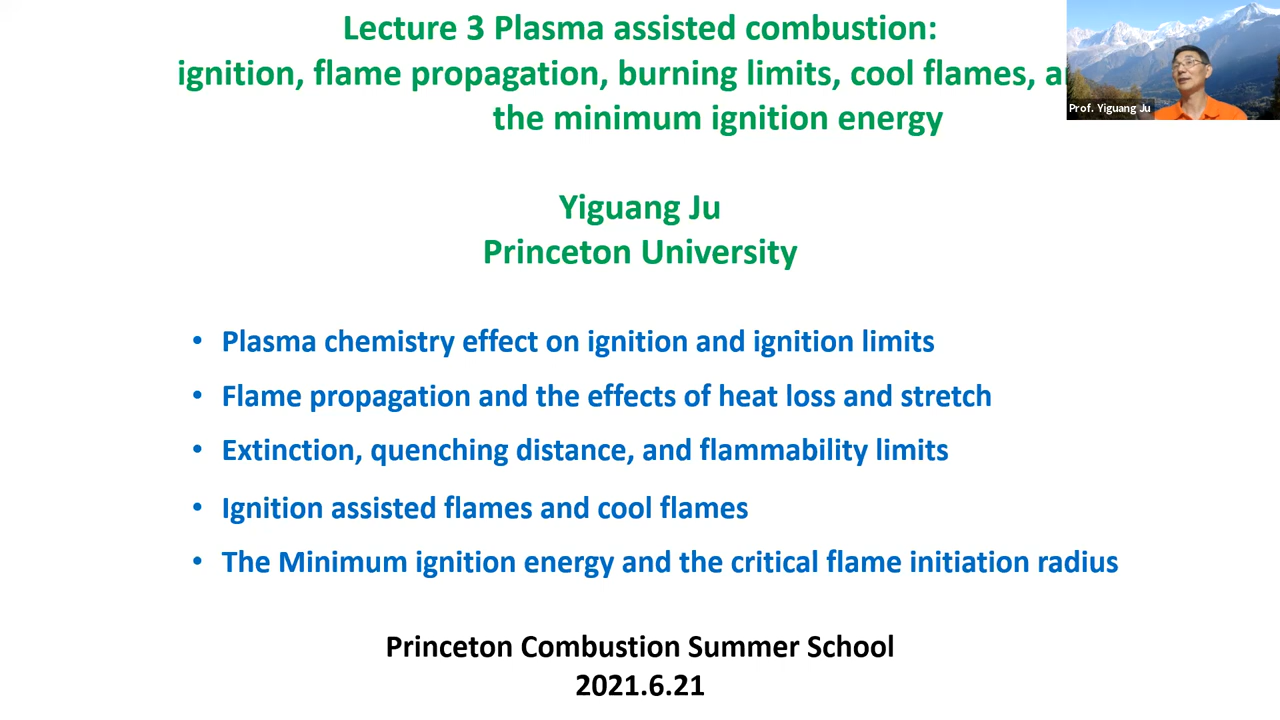 Lecture 3 Plasma assisted combustion:
ignition, flame propagation, burning limits, cool flames,
the minimum ignition energy
Prof. Yiguang Ju
Yiguang Ju
Princeton University
• Plasma chemistry effect on ignition and ignition limits
• Flame propagation and the effects of heat loss and stretch
• Extinction, quenching distance, and flammability limits
• Ignition assisted flames and cool flames
• The Minimum ignition energy and the critical flame initiation radius
Princeton Combustion Summer School
2021.6.21